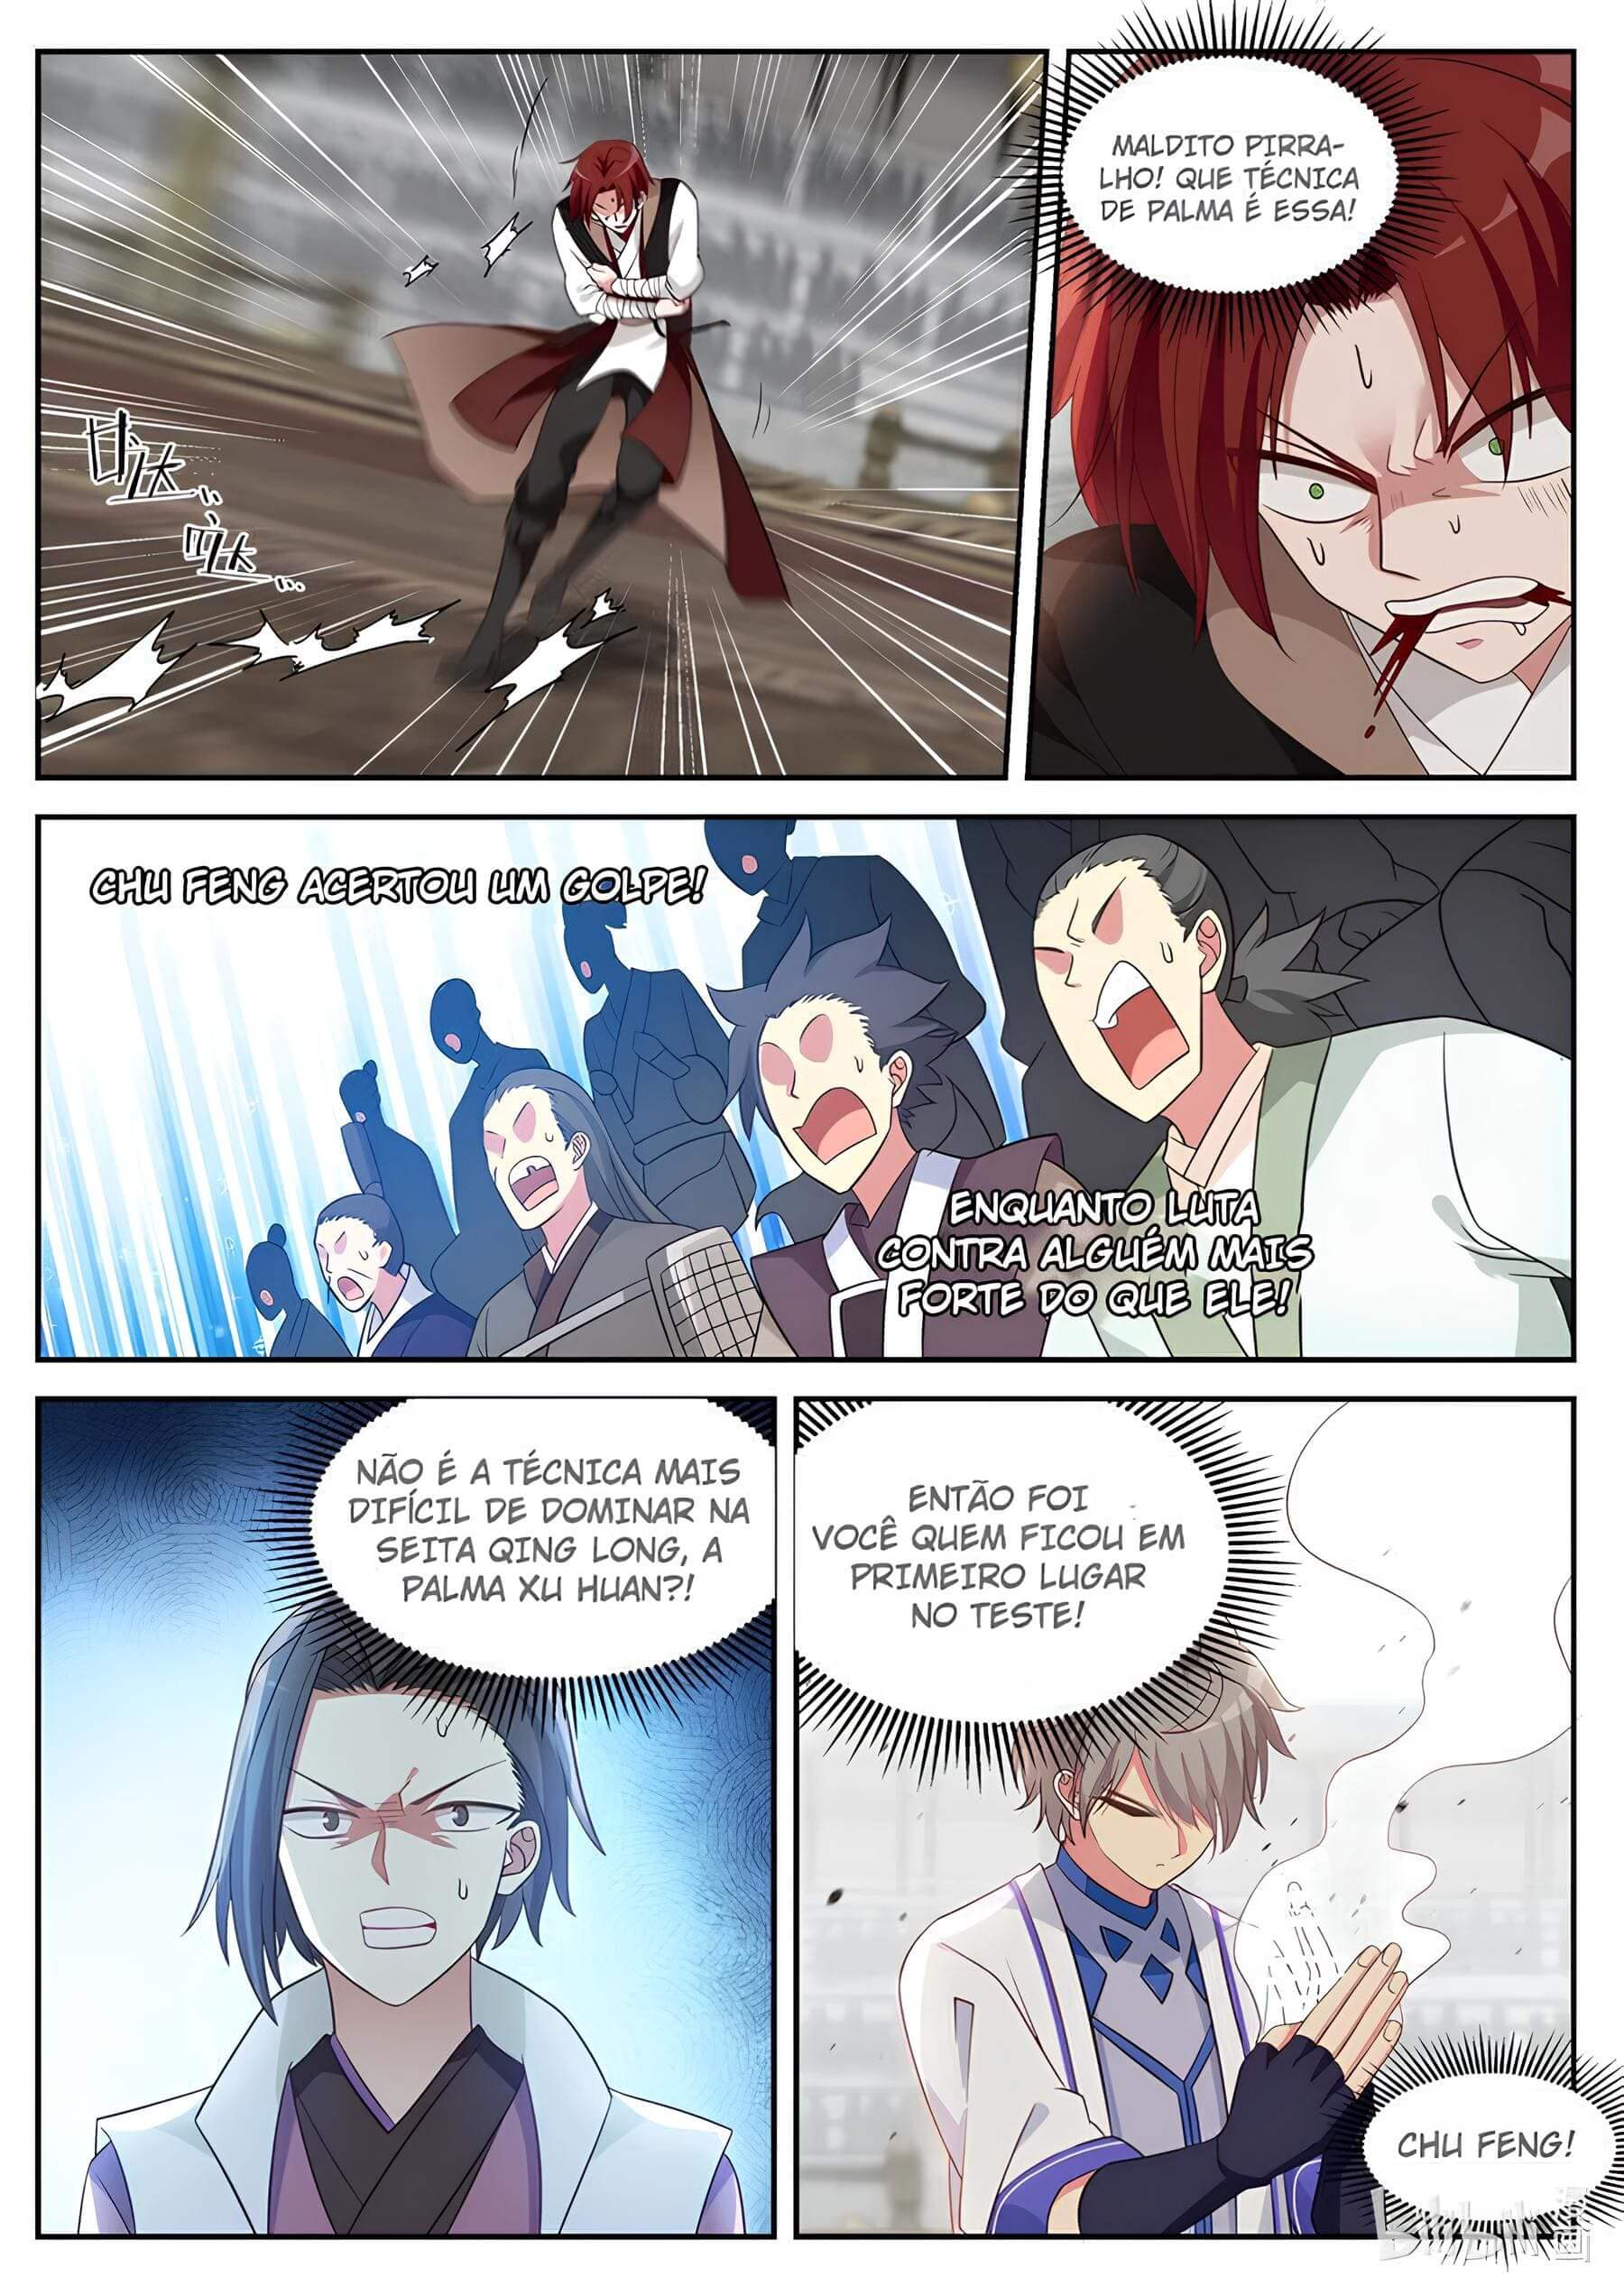 MALDITO PIRRA-
LHO! QUE TÉCNICA
DE PALMA É ESSA!
CHU FENG ACERTOU UM GOLPE!
ENQUANTO LUTA
CONTRA ALGUÉM MAIS
FORTE DO QUE ELE!
NÃO É A TÉCNICA MAIS
DIFÍCIL DE DOMINAR NA
SEITA QING LONG, A
PALMA XU HUAN?!
ENTÃO FOI
VOCÊ QUEM FICOU EM
PRIMEIRO LUGAR
NO TESTE!
CHU FENG!